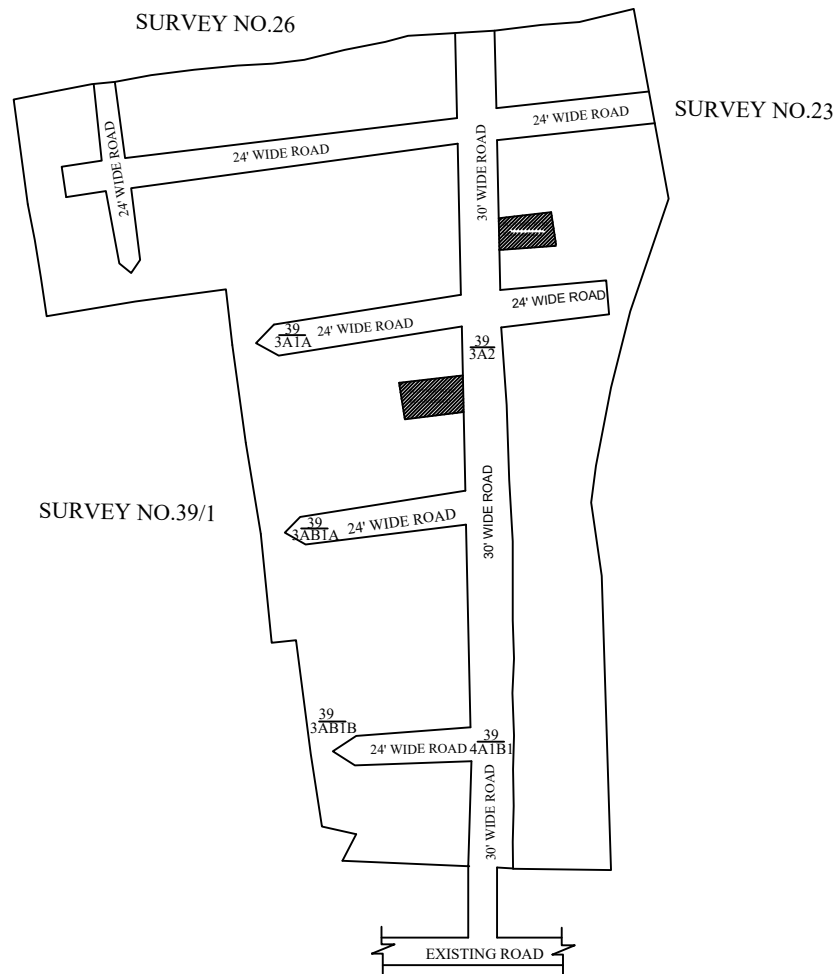 SURVEY NO.26
SURVEY NO.23
24' WIDE ROAD
24' WIDE ROAD
24' WIDE ROAD
30' WIDE ROAD
24' WIDE ROAD
39
3A1A
24' WIDE ROAD
39
3A2
SURVEY NO.39/1
39
3AB1A
24' WIDE ROAD
30' WIDE ROAD
39
3AB1B
24' WIDE ROAD
39
4A1B1
30' WIDE ROAD
EXISTING ROAD